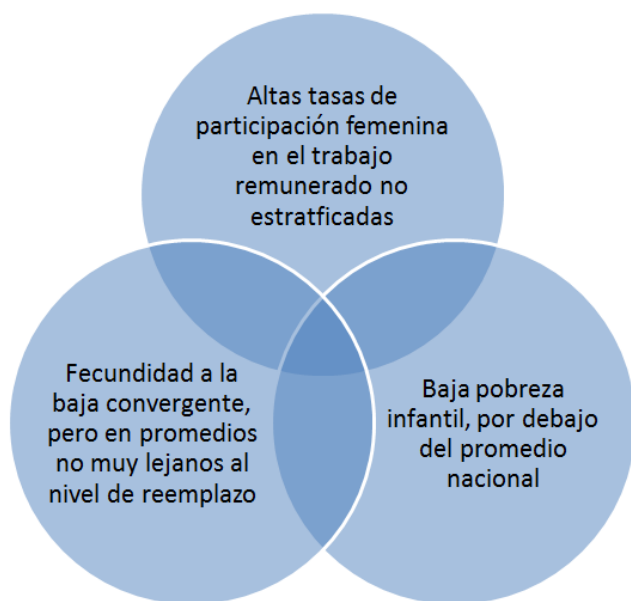 Altas tasas de
participación femenina
en el trabajo
remunerado no
estratficadas
Fecundidad a la
baja convergente,
pero en promedios
no muy lejanos al
nivel de reemplazo
Baja pobreza
infantil, por debajo
del promedio
nacional